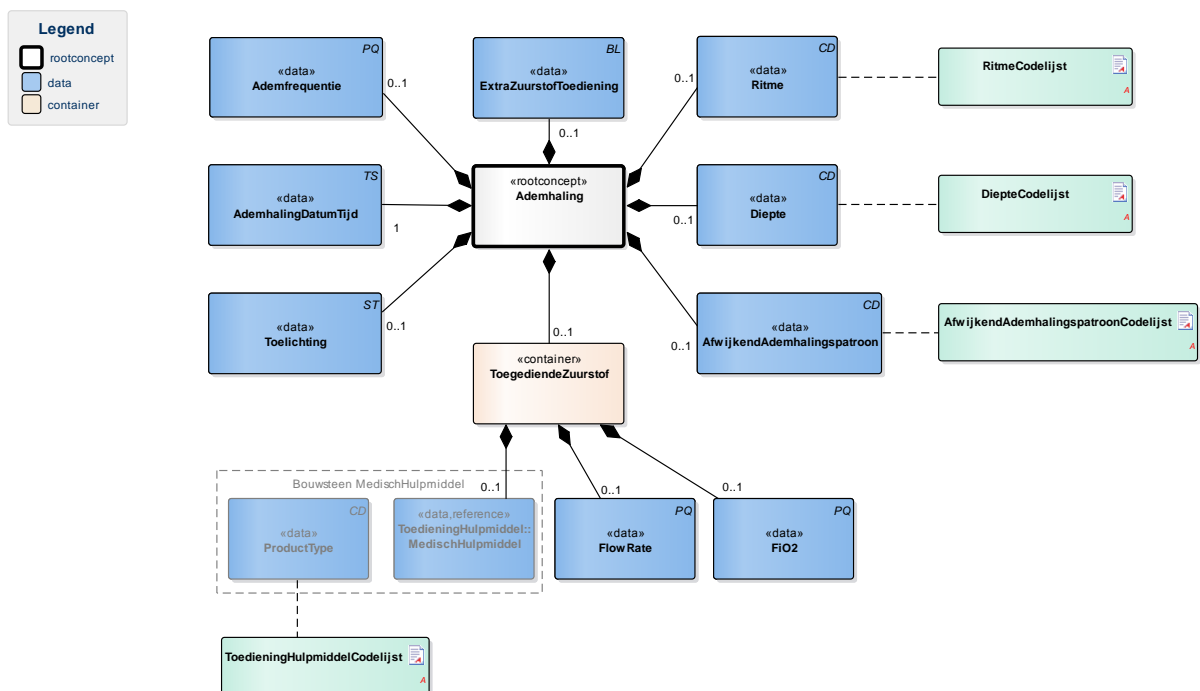 Legend
rootconcept
data
container
PQ
«data»
Ademfrequentie
0..1
BL
«data»
ExtraZuurstofToediening
0..1
CD
«data»
Ritme
0..1
RitmeCodelijst
A
TS
«data»
AdemhalingDatumTijd
1
«rootconcept»
Ademhaling
CD
«data»
Diepte
0..1
DiepteCodelijst
A
ST
«data»
Toelichting
0..1
0..1
CD
«data»
AfwijkendAdemhalingspatroon
0..1
AfwijkendAdemhalingspatroonCodelijst
A
«container»
ToegediendeZuurstof
Bouwsteen MedischHulpmiddel
0..1
0..1
0..1
CD
«data»
ProductType
«data,reference»
ToedieningHulpmiddel::
MedischHulpmiddel
PQ
«data»
FlowRate
PQ
«data»
FiO2
ToedieningHulpmiddelCodelijst
A